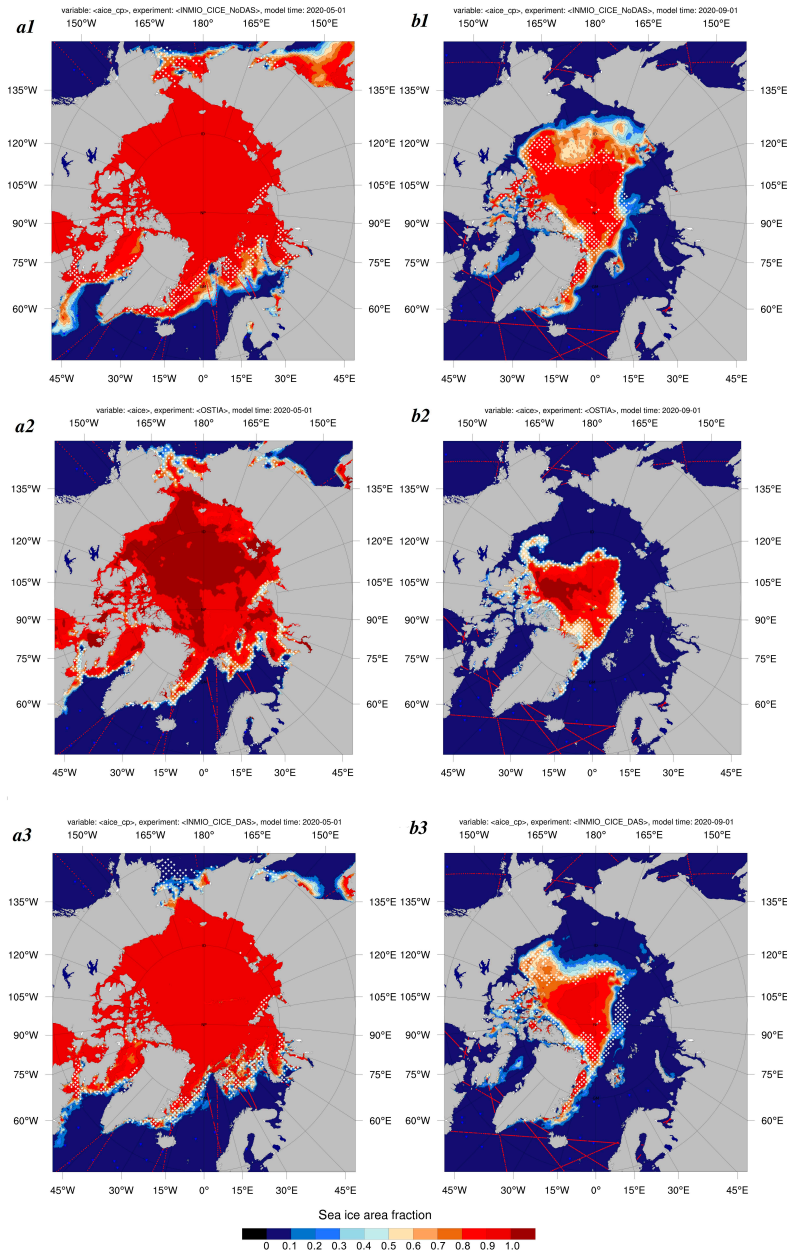 variable: <aice_cp>, experiment: <INMIO_CICE_NoDAS>, model time: 2020-05-01
a1
150°W 165°W 180° 165°E 150°E
135°W 135°E
120°W 120°E
105°W 105°E
90°W 90°E
75°W 75°E
60°W 60°E
45°W 30°W 15°W 0° 15°E 30°E 45°E
variable: <aice_cp>, experiment: <INMIO_CICE_NoDAS>, model time: 2020-09-01
b1
150°W 165°W 180° 165°E 150°E
135°W 135°E
120°W 120°E
105°W 105°E
90°W 90°E
75°W 75°E
60°W 60°E
45°W 30°W 15°W 0° 15°E 30°E 45°E
variable: <aice>, experiment: <OSTIA>, model time: 2020-05-01
a2
150°W 165°W 180° 165°E 150°E
135°W 135°E
120°W 120°E
105°W 105°E
90°W 90°E
75°W 75°E
60°W 60°E
45°W 30°W 15°W 0° 15°E 30°E 45°E
variable: <aice>, experiment: <OSTIA>, model time: 2020-09-01
b2
150°W 165°W 180° 165°E 150°E
135°W 135°E
120°W 120°E
105°W 105°E
90°W 90°E
75°W 75°E
60°W 60°E
45°W 30°W 15°W 0° 15°E 30°E 45°E
variable: <aice_cp>, experiment: <INMIO_CICE_DAS>, model time: 2020-05-01
a3
150°W 165°W 180° 165°E 150°E
135°W 135°E
120°W 120°E
105°W 105°E
90°W 90°E
75°W 75°E
60°W 60°E
45°W 30°W 15°W 0° 15°E 30°E 45°E
variable: <aice_cp>, experiment: <INMIO_CICE_DAS>, model time: 2020-09-01
b3
150°W 165°W 180° 165°E 150°E
135°W 135°E
120°W 120°E
105°W 105°E
90°W 90°E
75°W 75°E
60°W 60°E
45°W 30°W 15°W 0° 15°E 30°E 45°E
Sea ice area fraction
0 0.1 0.2 0.3 0.4 0.5 0.6 0.7 0.8 0.9 1.0